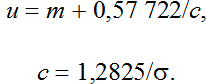 u = m + 0,57 722/c,
c = 1,2825/σ.